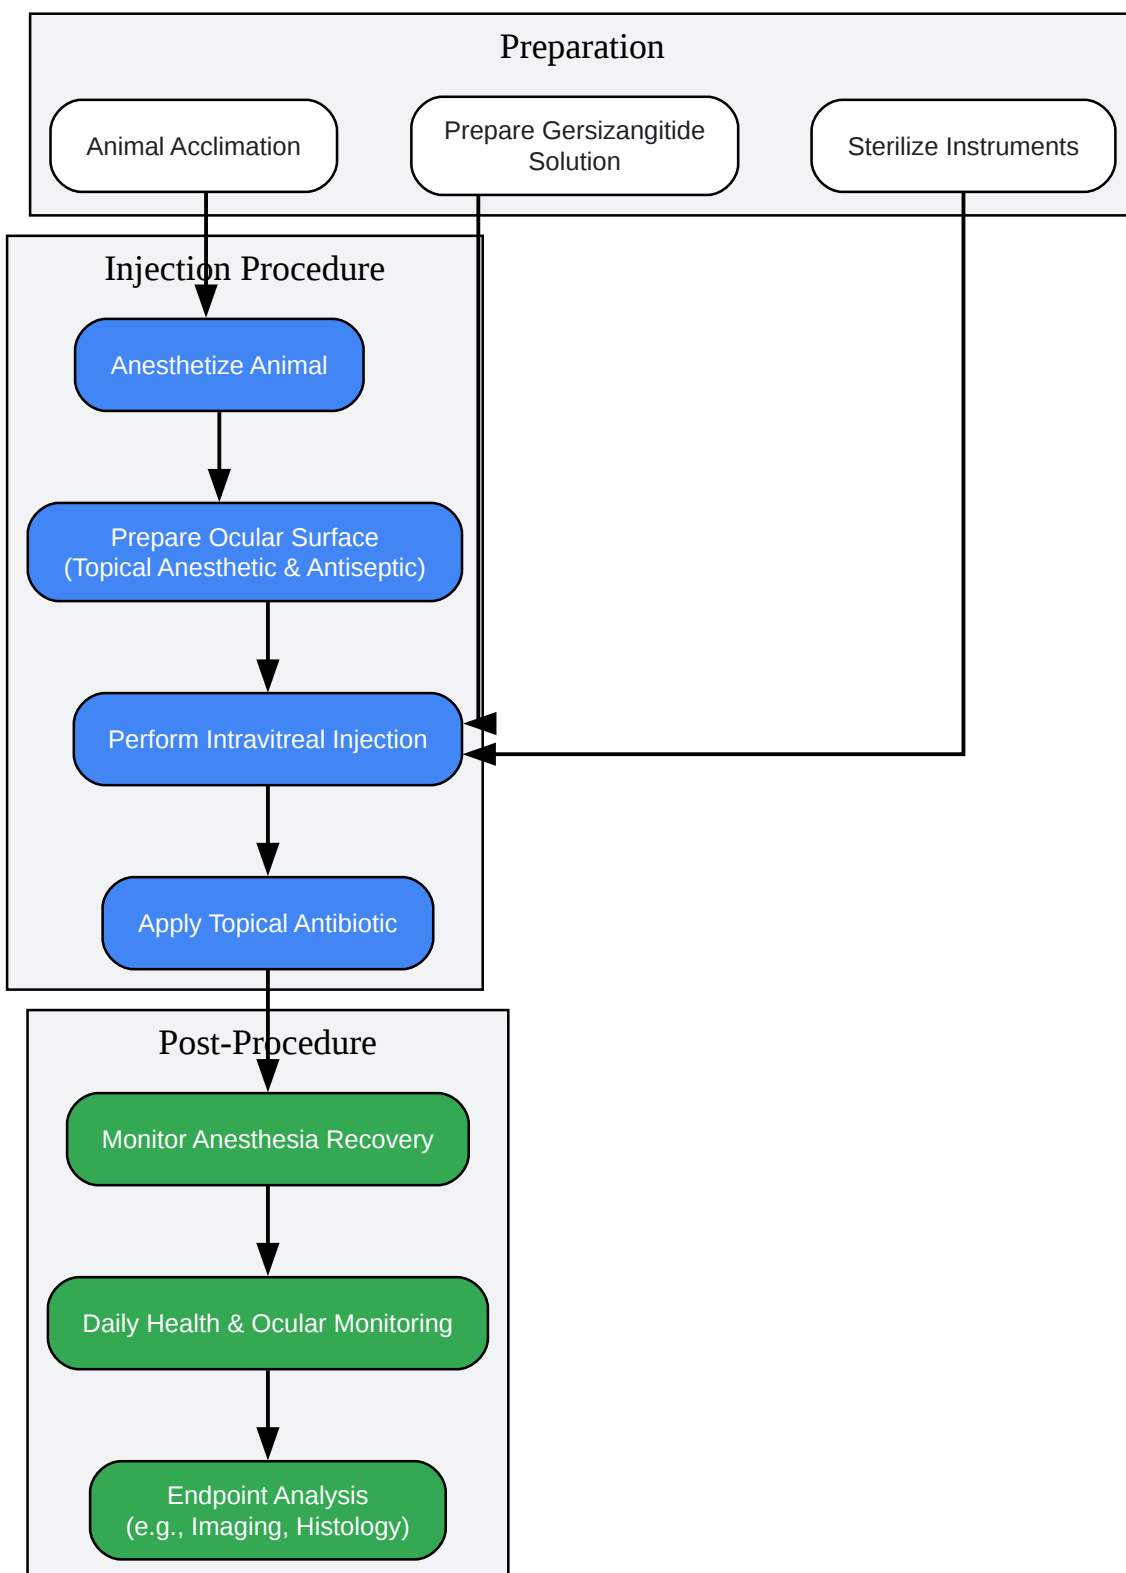 Preparation
Animal Acclimation
Prepare Gersizangitide
Solution
Sterilize Instruments
Injection Procedure
Anesthetize Animal
Prepare Ocular Surface
(Topical Anesthetic & Antiseptic)
Perform Intravitreal Injection
Apply Topical Antibiotic
Post-Procedure
Monitor Anesthesia Recovery
Daily Health & Ocular Monitoring
Endpoint Analysis
(e.g., Imaging, Histology)